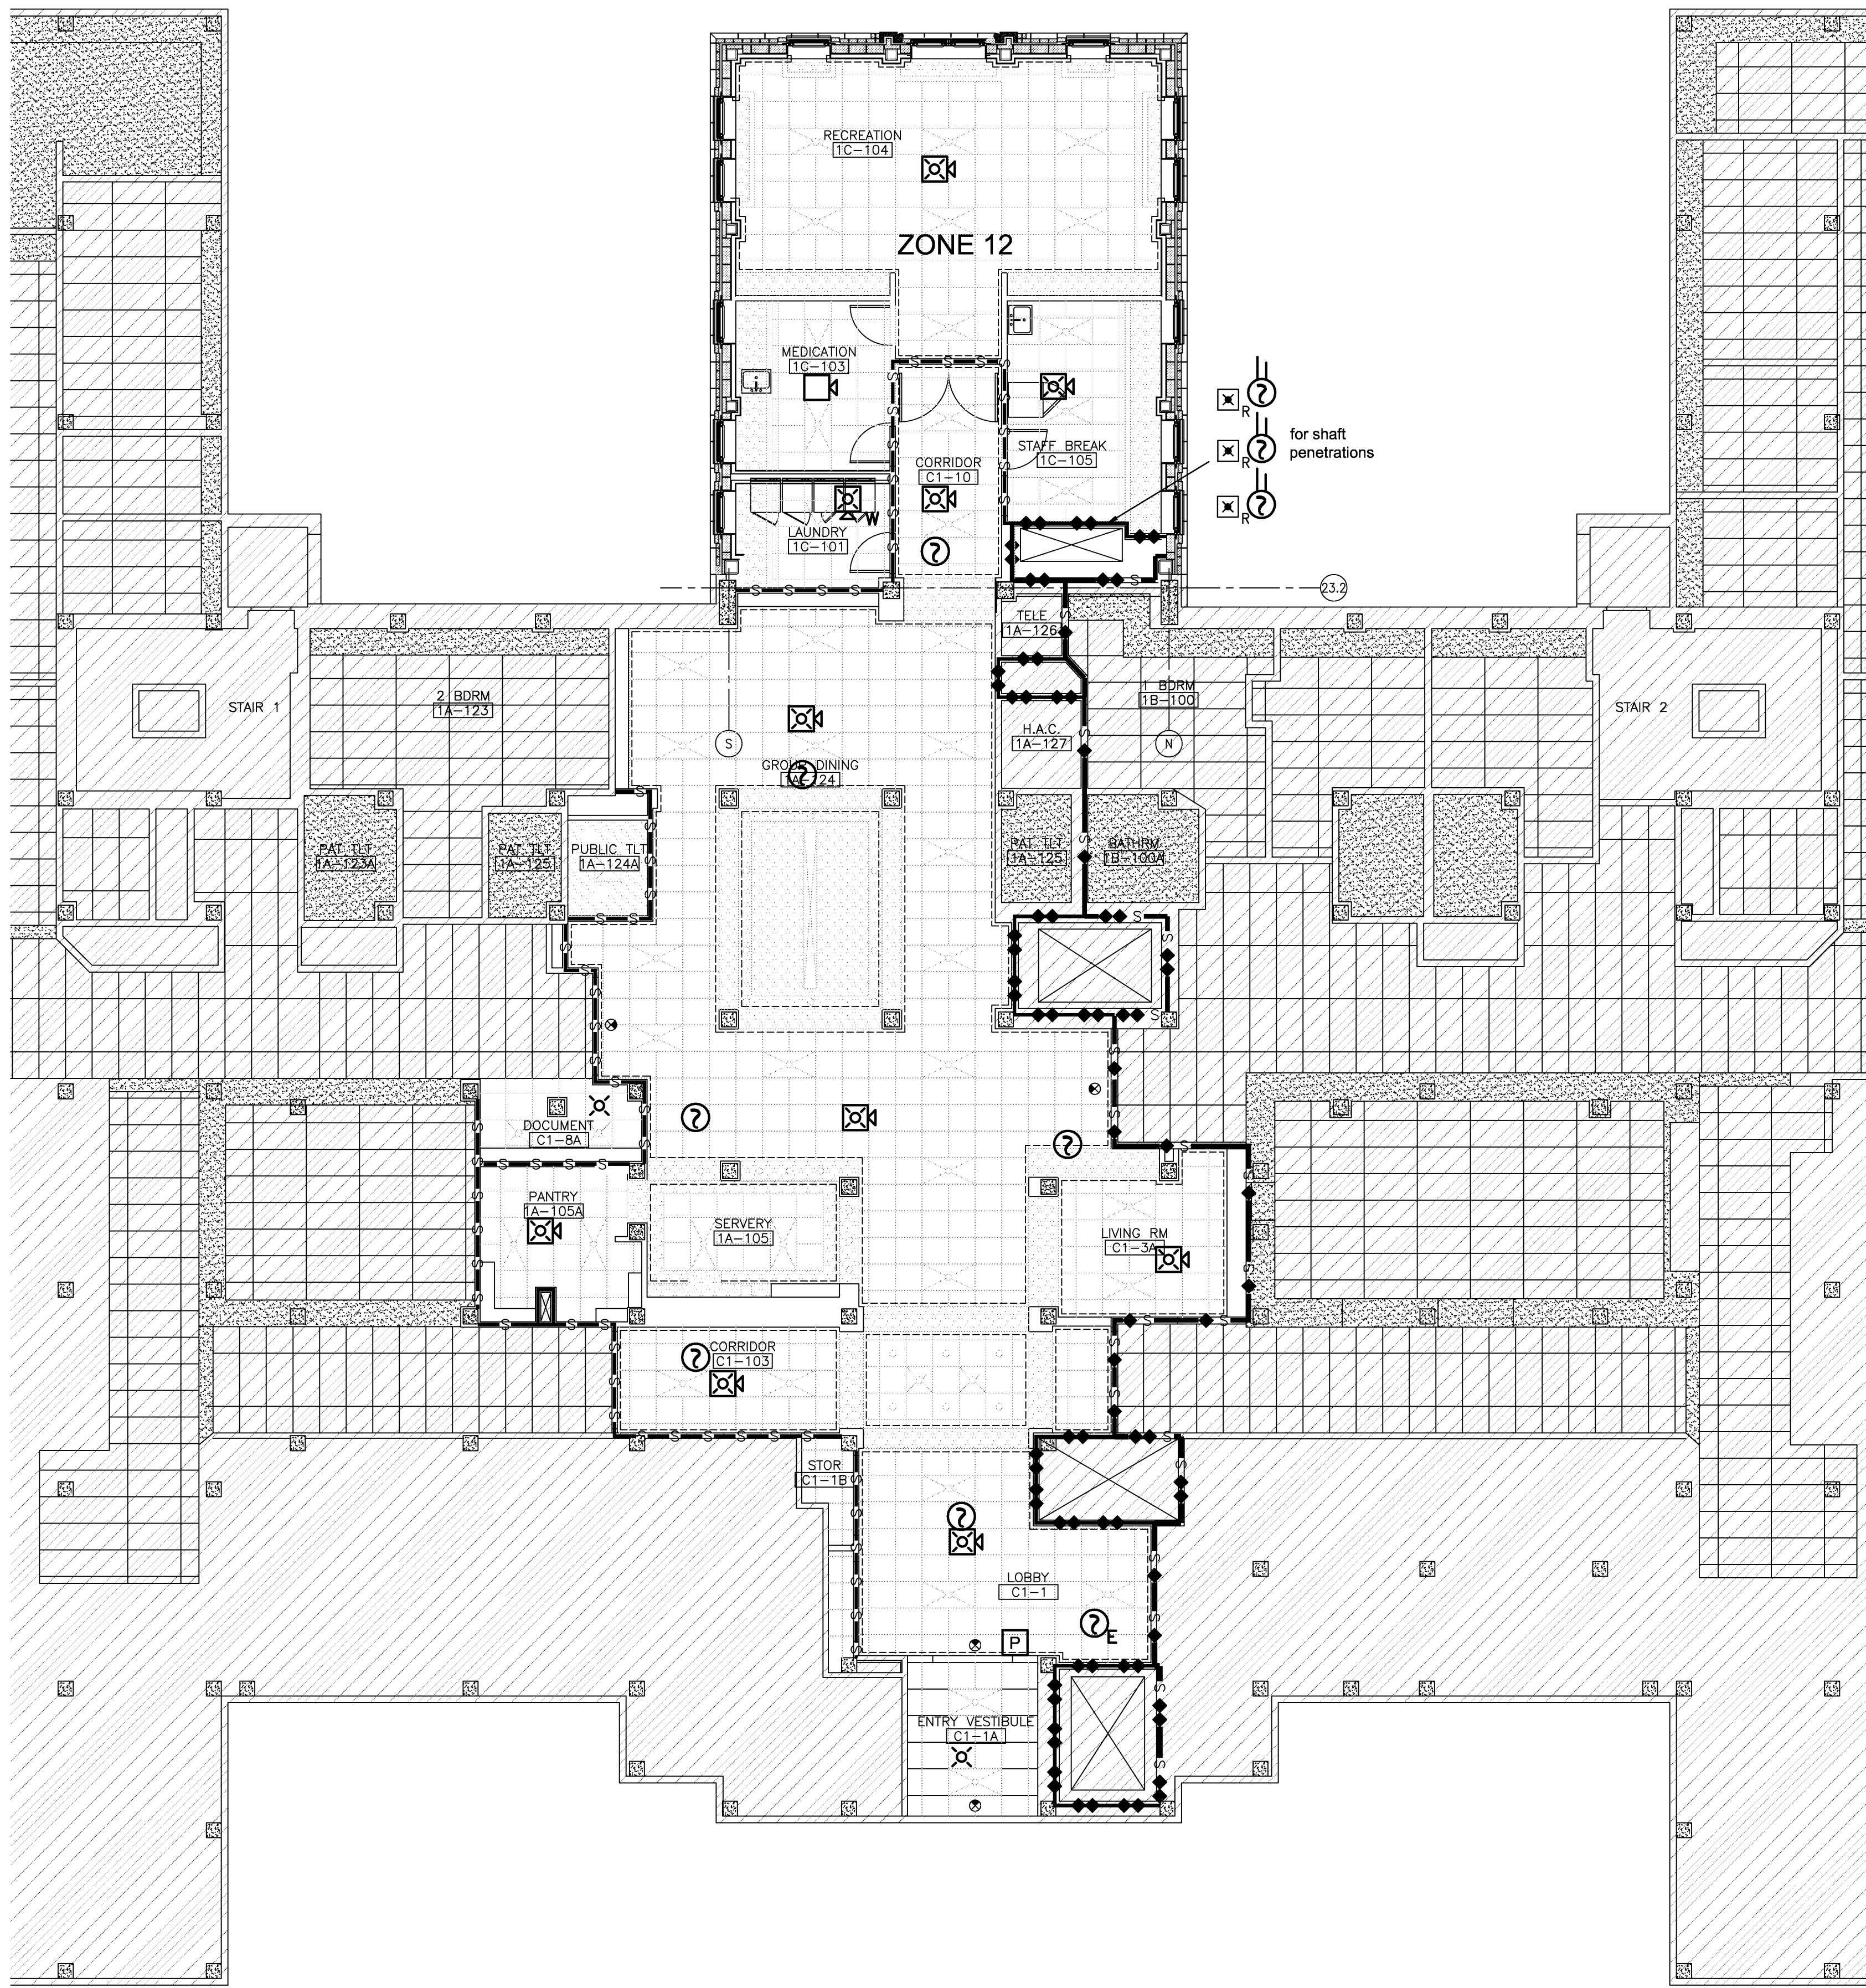 RECREATION
1C-104
ZONE 12
MEDICATION
1C-103
S S S
STAFF BREAK
1C-105
CORRIDOR
C1-10
R
for shaft
R
penetrations
R
W
LAUNDRY
1C-101
S S S S
S
23.2
TELE
1A-126
2 BDRM
1A-123
1 BDRM
1B-100
STAIR 1
STAIR 2
H.A.C.
1A-127
S
N
GROUP DINING
1A-124
PAT TLT
1A-123A
PAT TLT
1A-125
PUBLIC TLT
1A-124A
PAT TLT
1A-125
BATHRM
1B-100A
DOCUMENT
C1-8A
S S S S
PANTRY
1A-105A
SERVERY
1A-105
LIVING RM
C1-3A
CORRIDOR
C1-103
S S S S S S
STOR
C1-1B
LOBBY
C1-1
E
P
ENTRY VESTIBULE
C1-1A